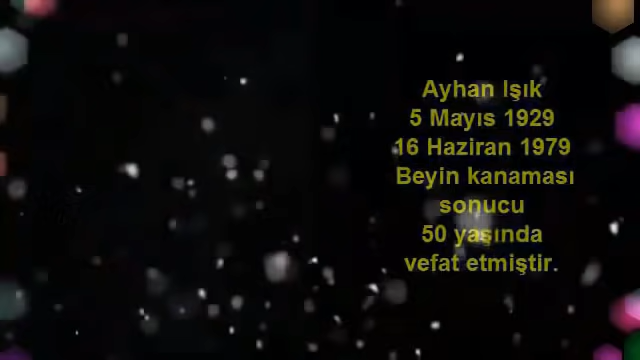 Ayhan Işık
5 Mayıs 1929
16 Haziran 1979
Beyin kanaması
sonucu
50 yaşında
vefat etmiştir.